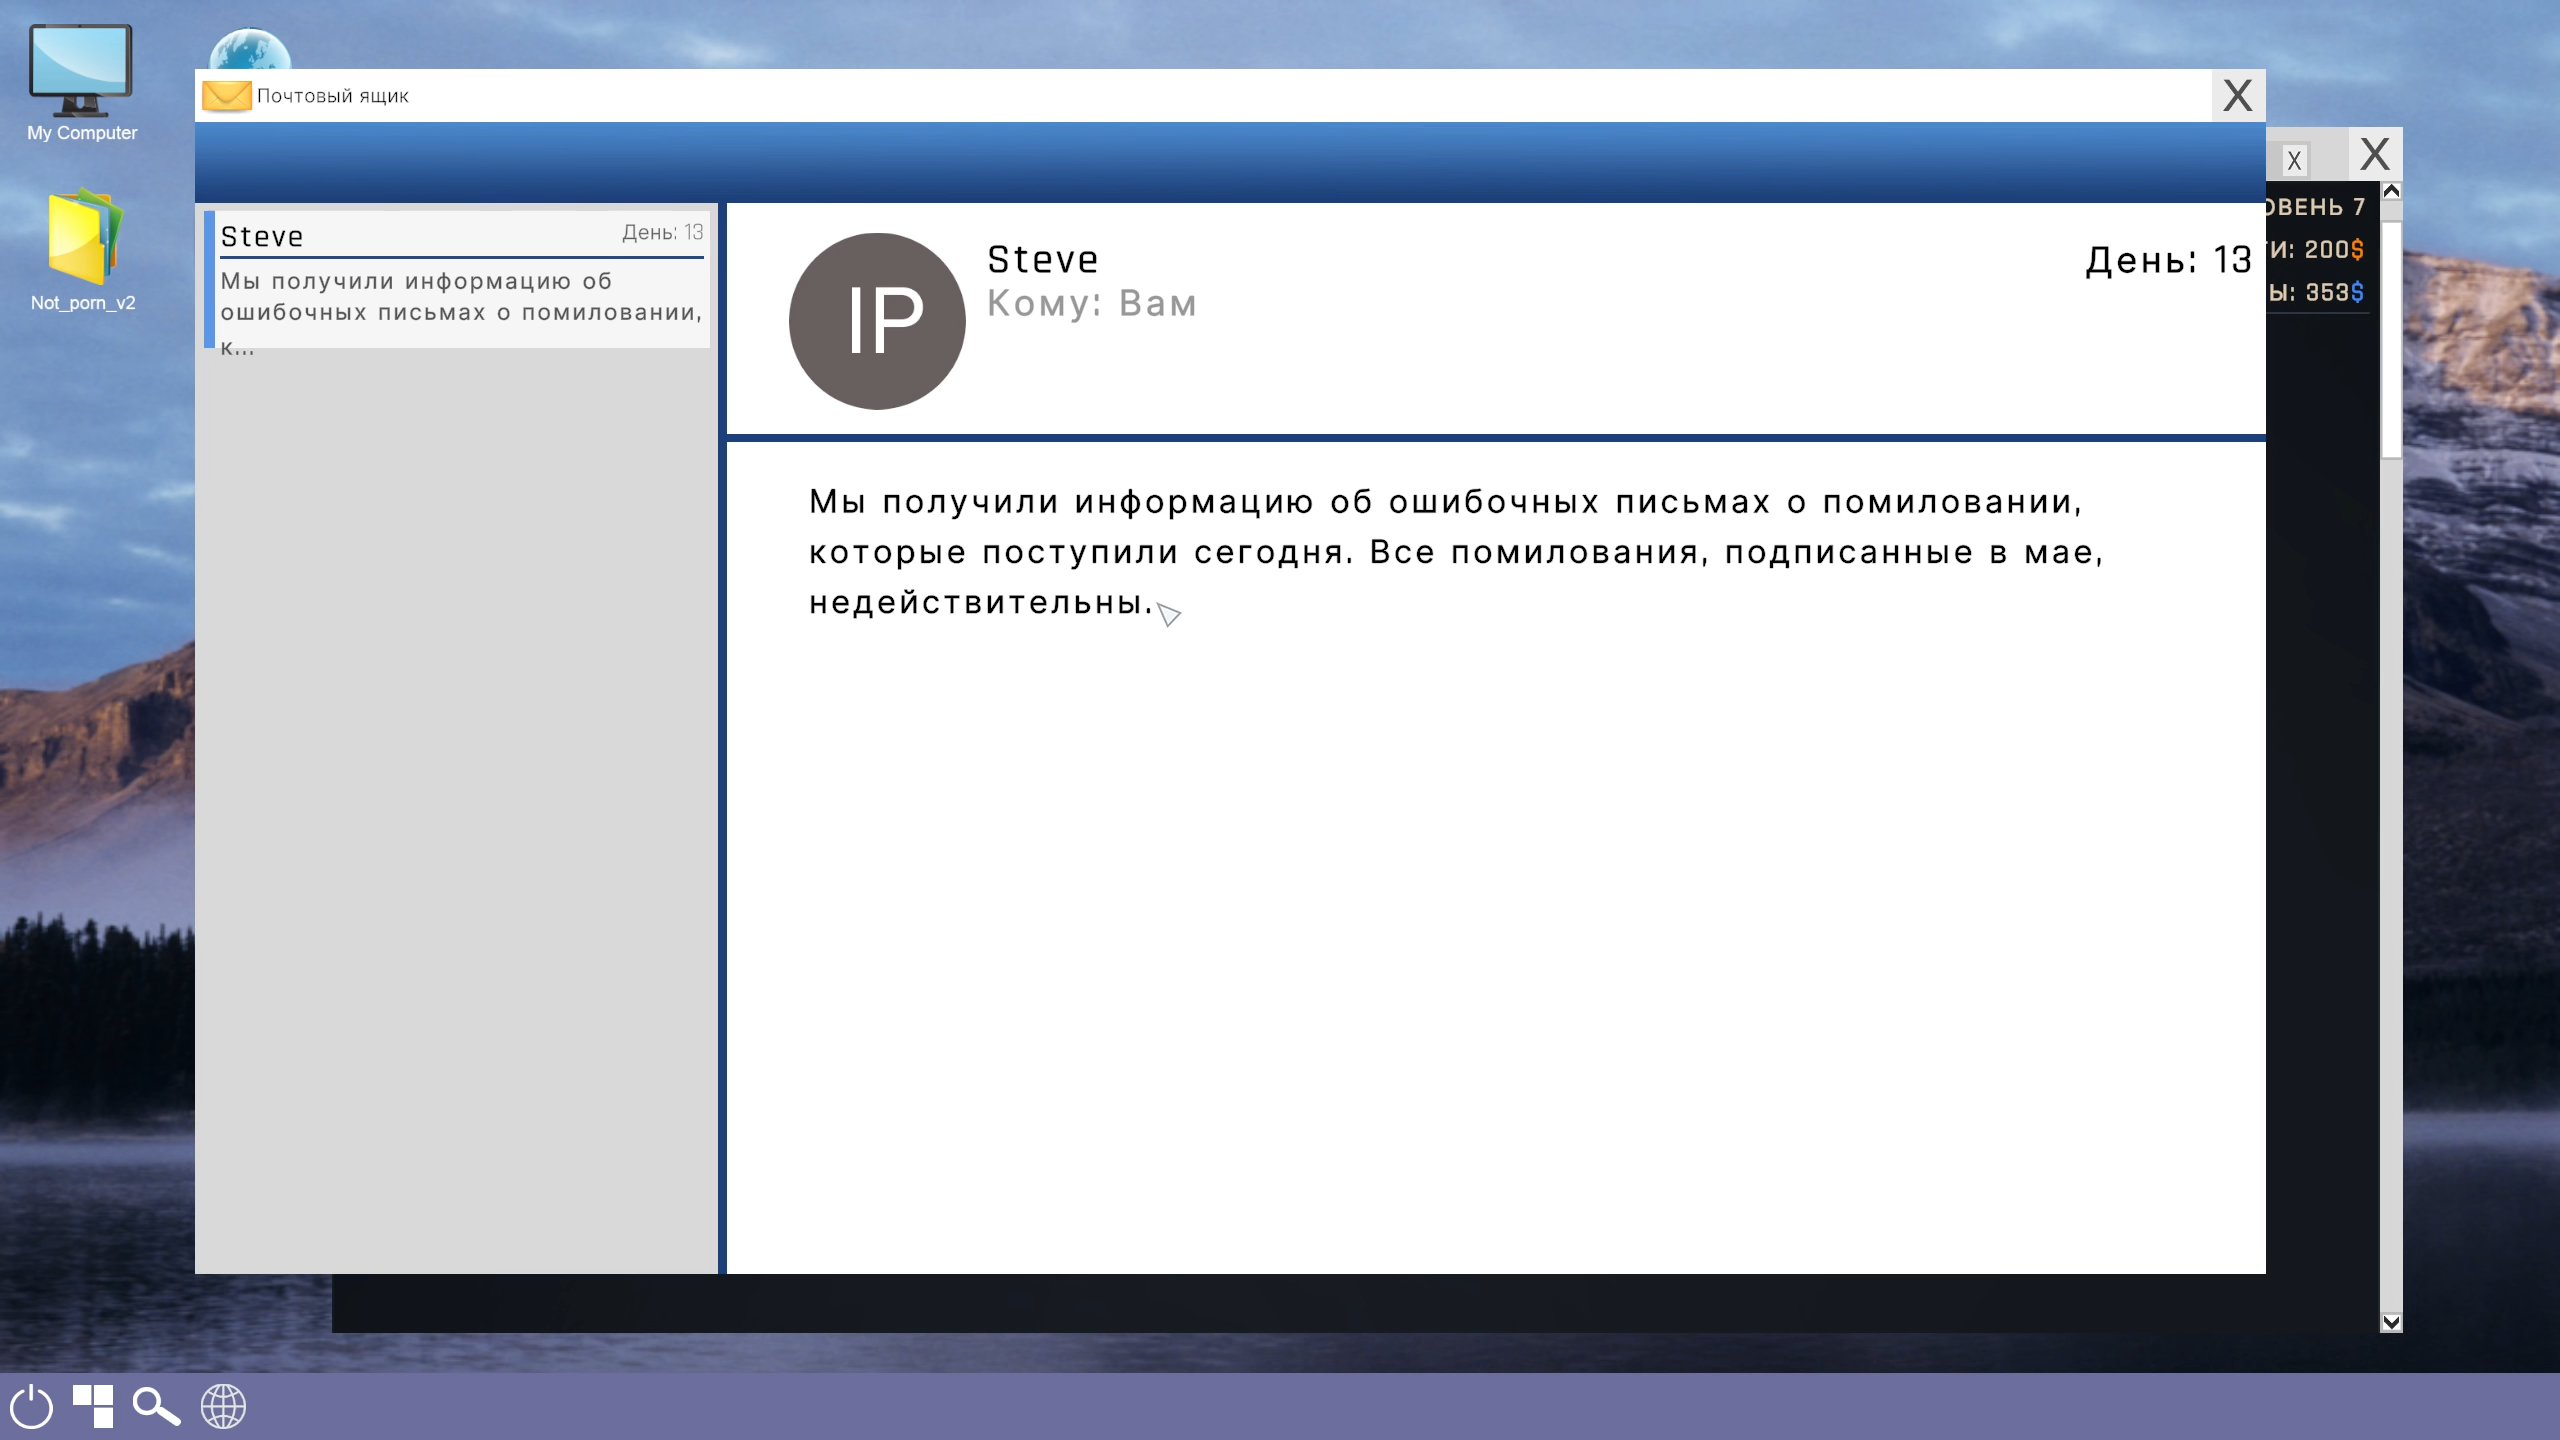 My Computer
Not_porn_v2
Почтовый ящик
X
X
X
Steve
День: 13
Мы получили информацию об
ошибочных письмах о помиловании,
к...
IP
Steve
Кому: Вам
День: 13
Мы получили информацию об ошибочных письмах о помиловании,
которые поступили сегодня. Все помилования, подписанные в мае,
недействительны.
ОВЕНЬ 7
И: 200$
Ы: 353$